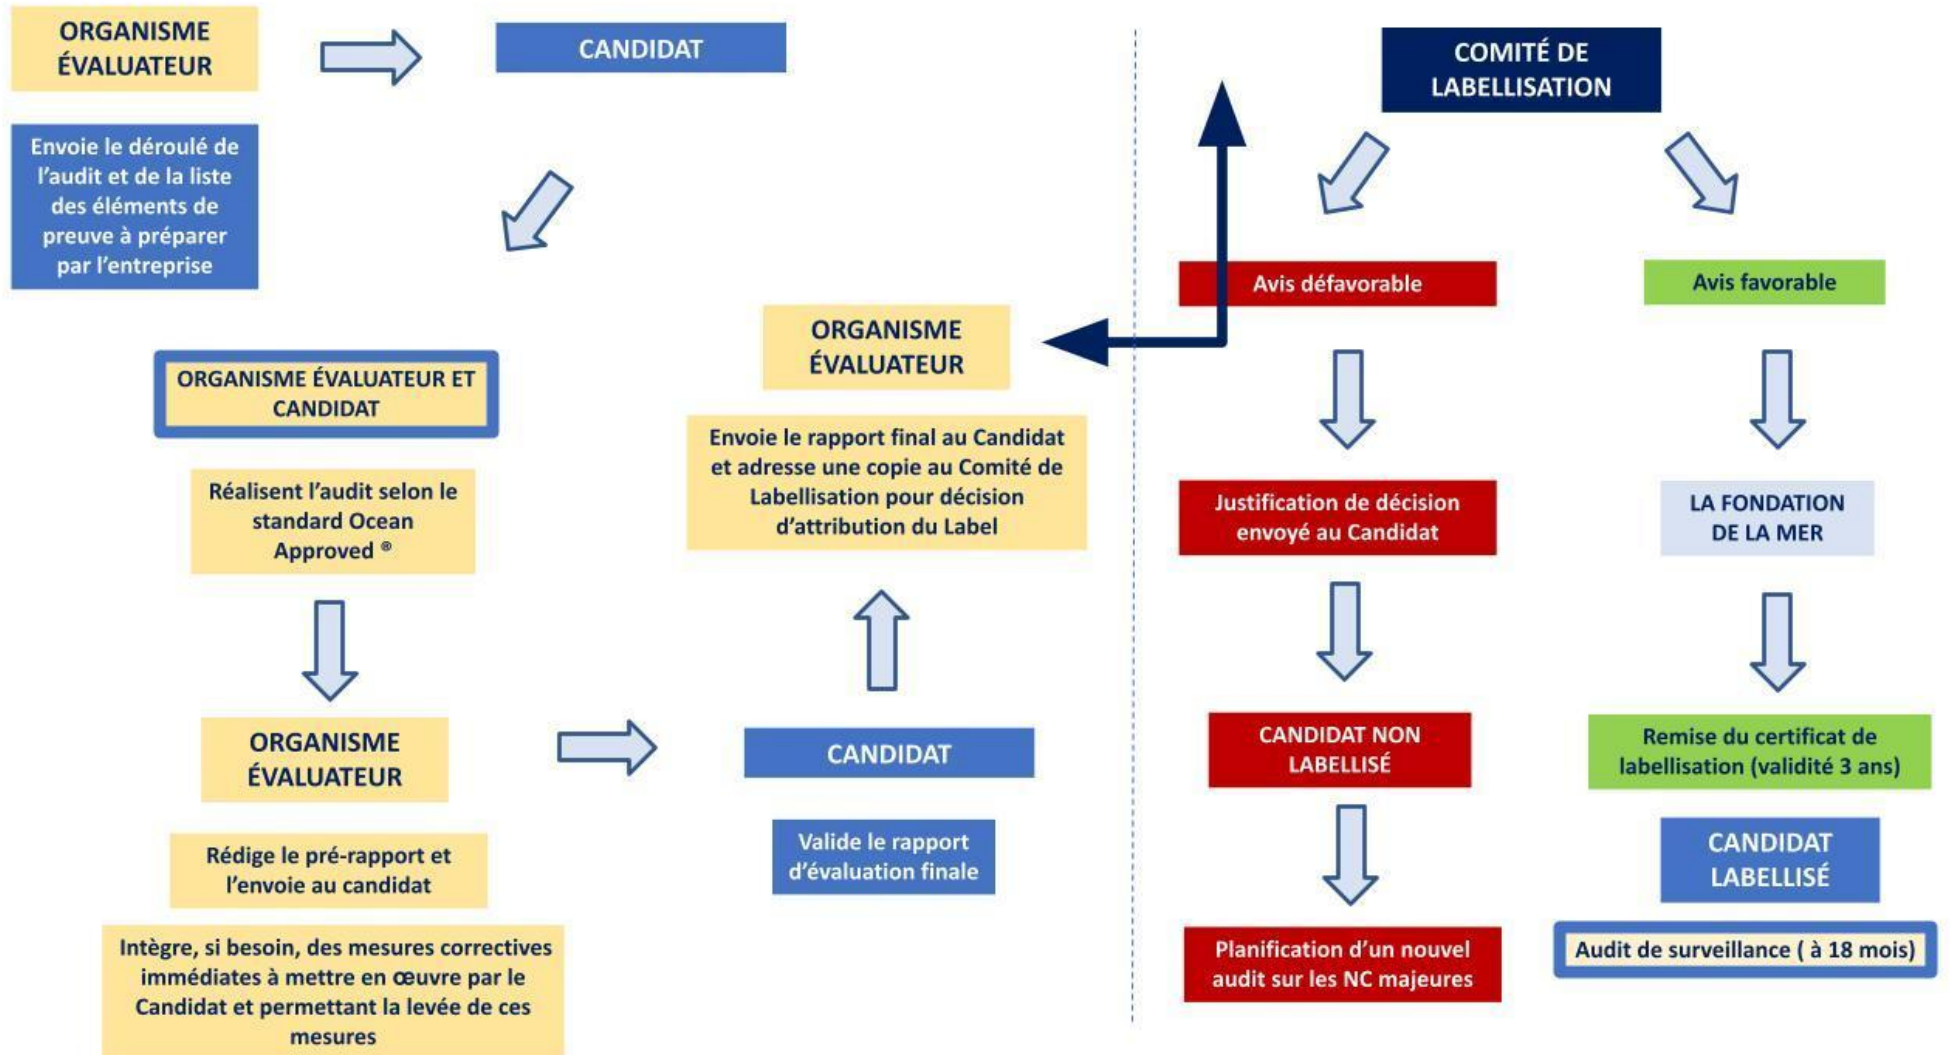 ORGANISME
ÉVALUATEUR
CANDIDAT
Envoie le déroulé de
l'audit et de la liste
des éléments de
preuve à préparer
par l'entreprise
ORGANISME ÉVALUATEUR ET
CANDIDAT
Réalisent l'audit selon le
standard Ocean
Approved ®
ORGANISME
ÉVALUATEUR
Rédige le pré-rapport et
l'envoie au candidat
Intègre, si besoin, des mesures correctives
immédiates à mettre en œuvre par le
Candidat et permettant la levée de ces
mesures
CANDIDAT
Valide le rapport
d'évaluation finale
ORGANISME
ÉVALUATEUR
Envoie le rapport final au Candidat
et adresse une copie au Comité de
Labellisation pour décision
d'attribution du Label
COMITÉ DE
LABELLISATION
Avis défavorable
Justification de décision
envoyé au Candidat
CANDIDAT NON
LABELLISÉ
Planification d'un nouvel
audit sur les NC majeures
Avis favorable
LA FONDATION
DE LA MER
Remise du certificat de
labellisation (validité 3 ans)
CANDIDAT
LABELLISÉ
Audit de surveillance ( à 18 mois)